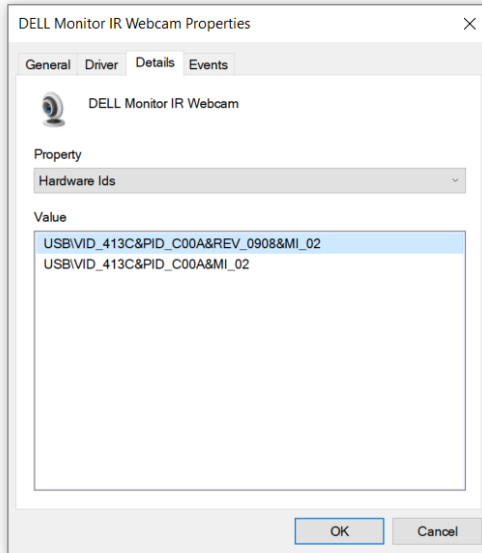 DELL Monitor IR Webcam Properties
General Driver Details Events
DELL Monitor IR Webcam
Property
Hardware Ids
Value
USB\VID_413C&PID_C00A&REV_0908&MI_02
USB\VID_413C&PID_C00A&MI_02
OK Cancel